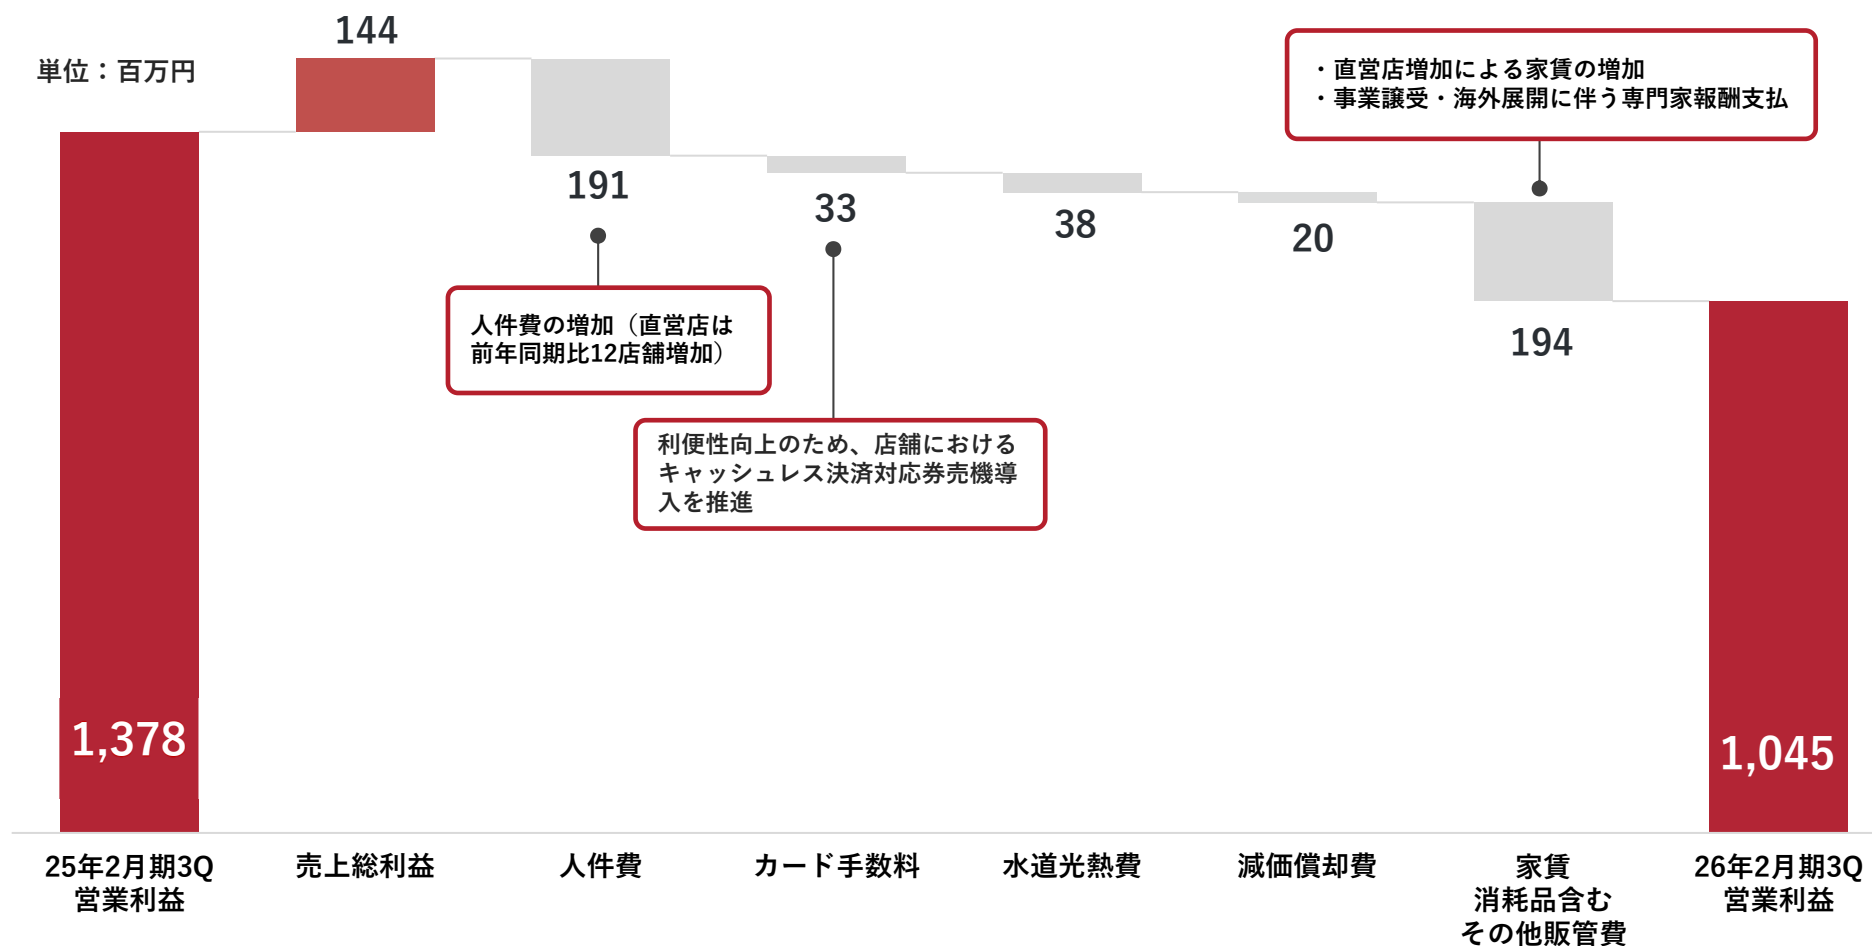 単位：百万円
144
・直営店増加による家賃の増加
・事業譲受・海外展開に伴う専門家報酬支払
191
33
38
20
194
人件費の増加（直営店は
前年同期比12店舗増加）
利便性向上のため、店舗における
キャッシュレス決済対応券売機導
入を推進
1,378
1,045
25年2月期3Q
営業利益
売上総利益
人件費
カード手数料
水道光熱費
減価償却費
家賃
消耗品含む
その他販管費
26年2月期3Q
営業利益